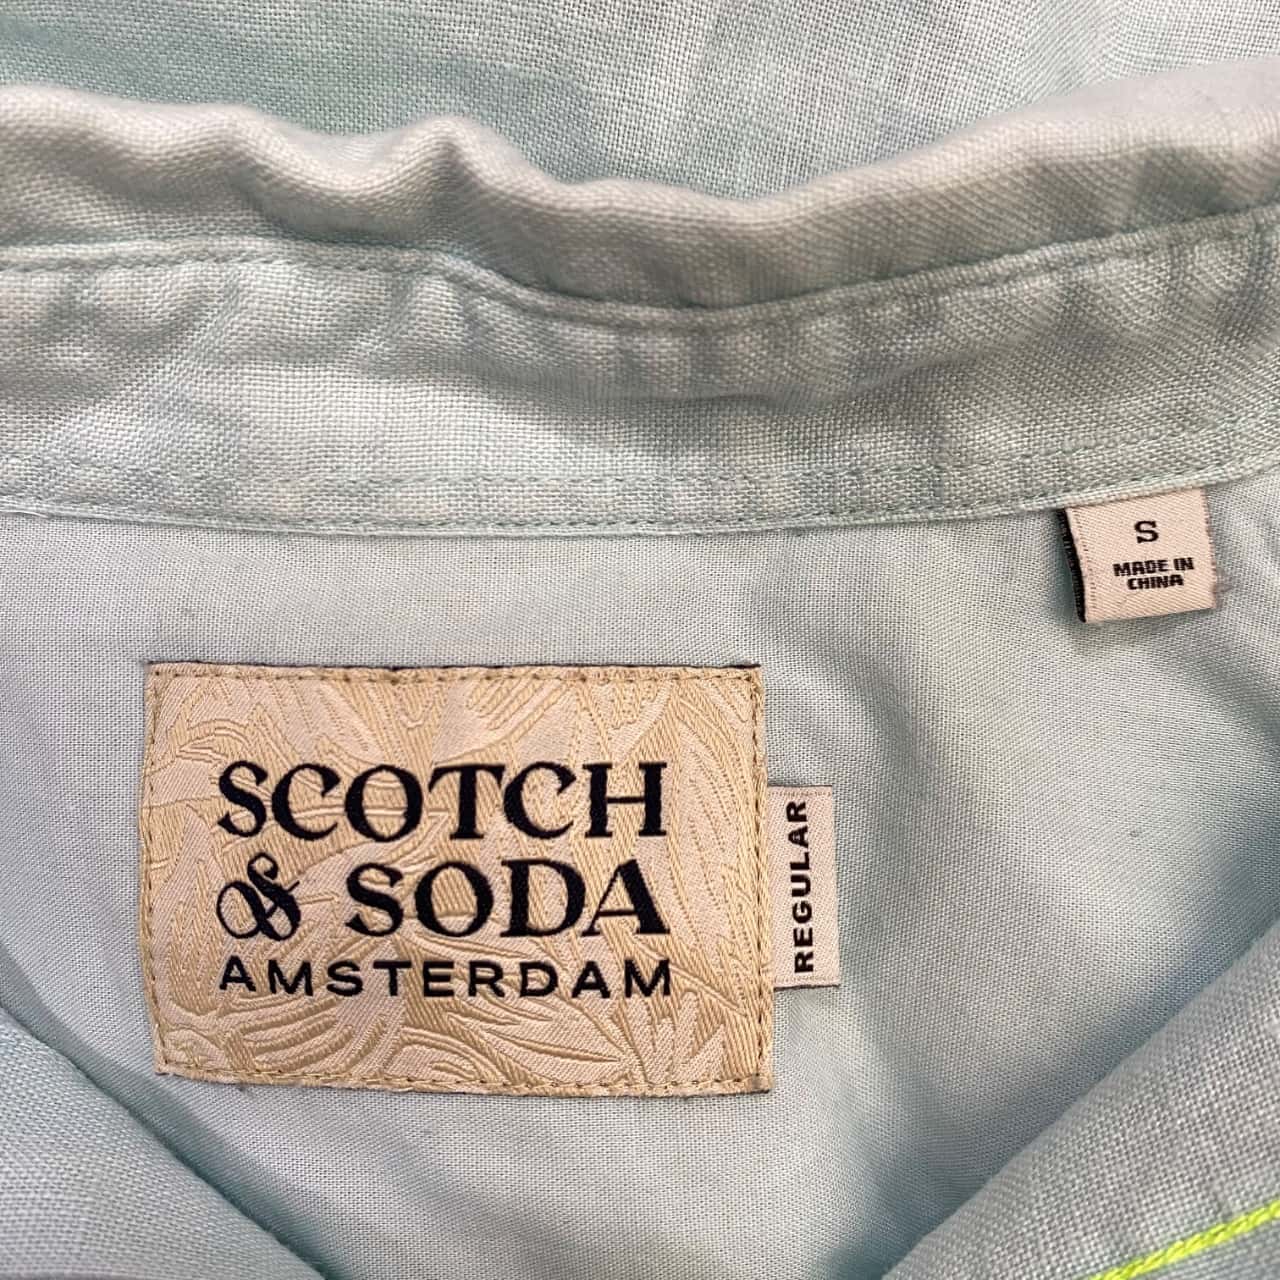 S
MADE IN
CHINA
SCOTCH
& SODA
AMSTERDAM
REGULAR